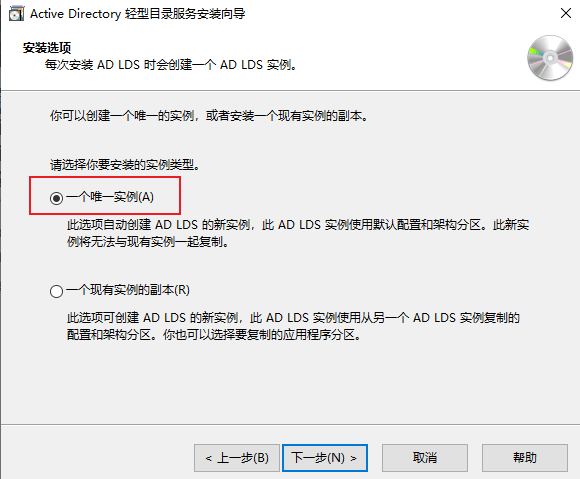 Active Directory 轻型目录服务安装向导
安装选项
每次安装 AD LDS 时会创建一个 AD LDS 实例。
你可以创建一个唯一的实例，或者安装一个现有实例的副本。
请选择你要安装的实例类型。
一个唯一实例(A)
此选项自动创建 AD LDS 的新实例，此 AD LDS 实例使用默认配置和架构分区。此新
实例将无法与现有实例一起复制。
一个现有实例的副本(R)
此选项可创建 AD LDS 的新实例，此 AD LDS 实例使用从另一个 AD LDS 实例复制的
配置和架构分区。你也可以选择要复制的应用程序分区。
< 上一步(B) 下一步(N) > 取消 帮助